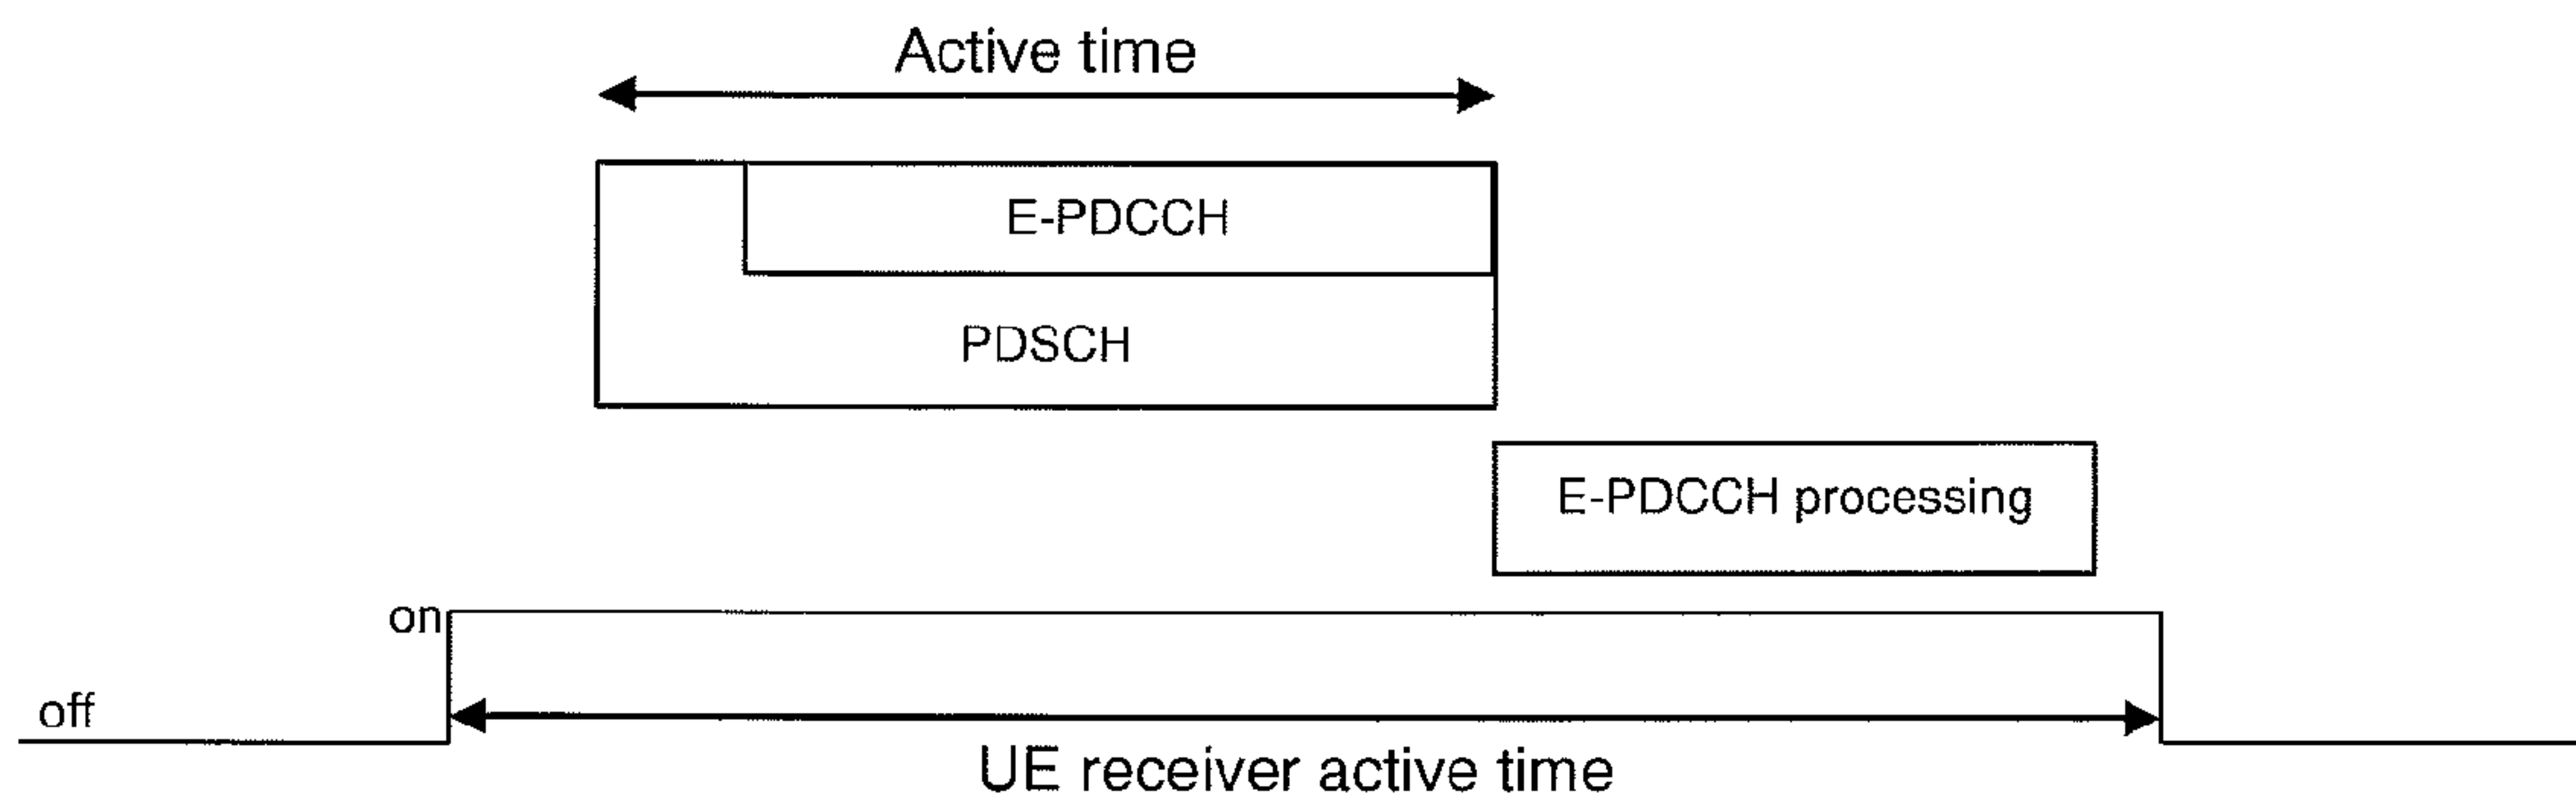 Active time
E-PDCCH
PDSCH
E-PDCCH processing
on
off
UE receiver active time